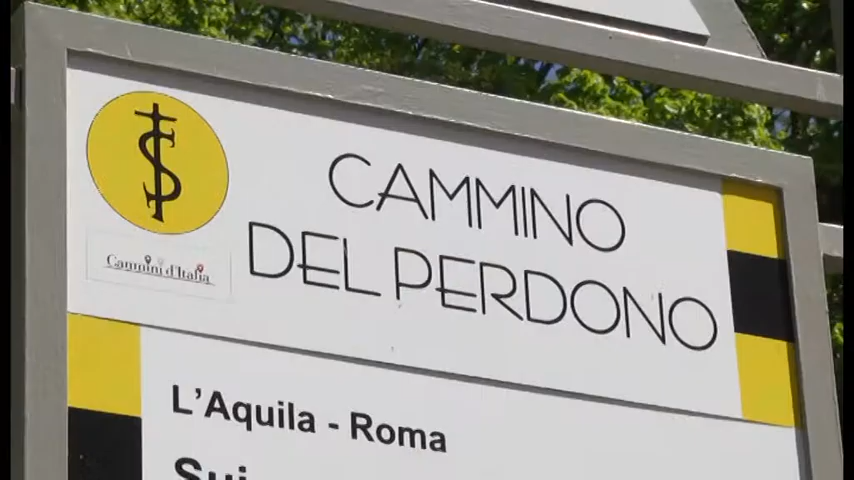 CAMMINO
DEL PERDONO
Cammini d'Italia
L'Aquila - Roma
Sui